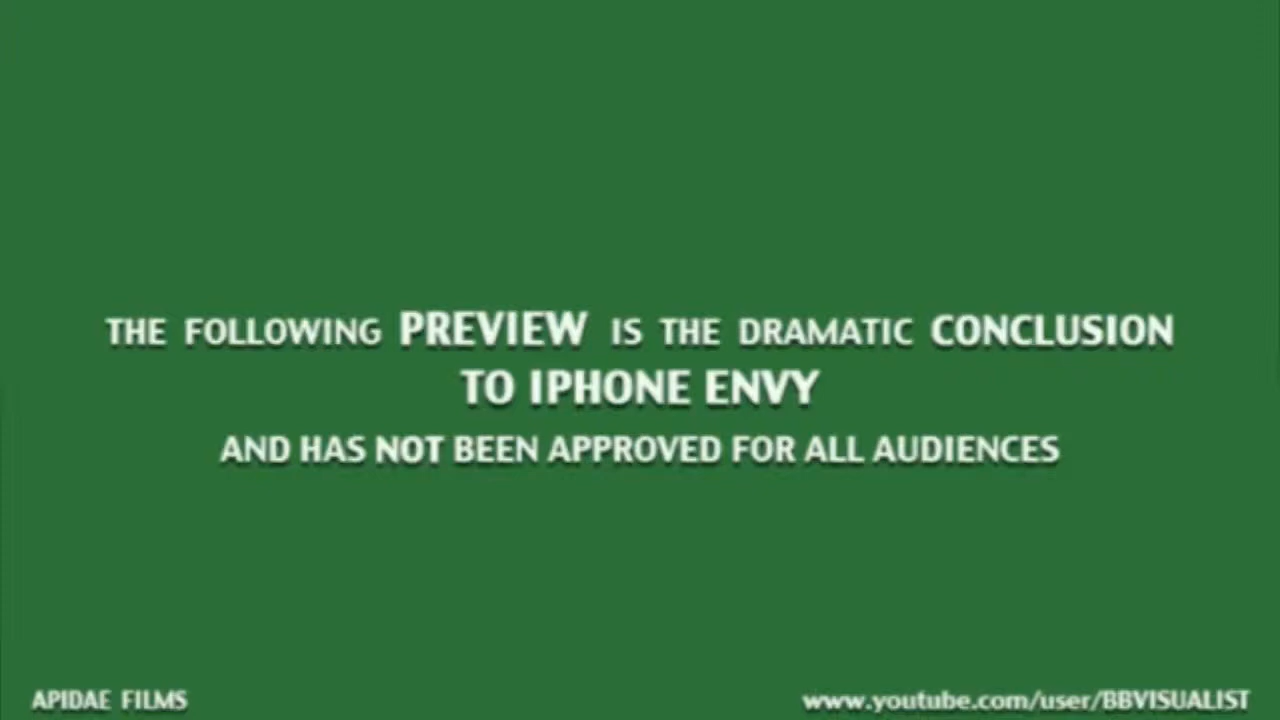 THE FOLLOWING PREVIEW IS THE DRAMATIC CONCLUSION
TO IPHONE ENVY
AND HAS NOT BEEN APPROVED FOR ALL AUDIENCES
APIDAE FILMS
www.youtube.com/user/BBVISUALIST